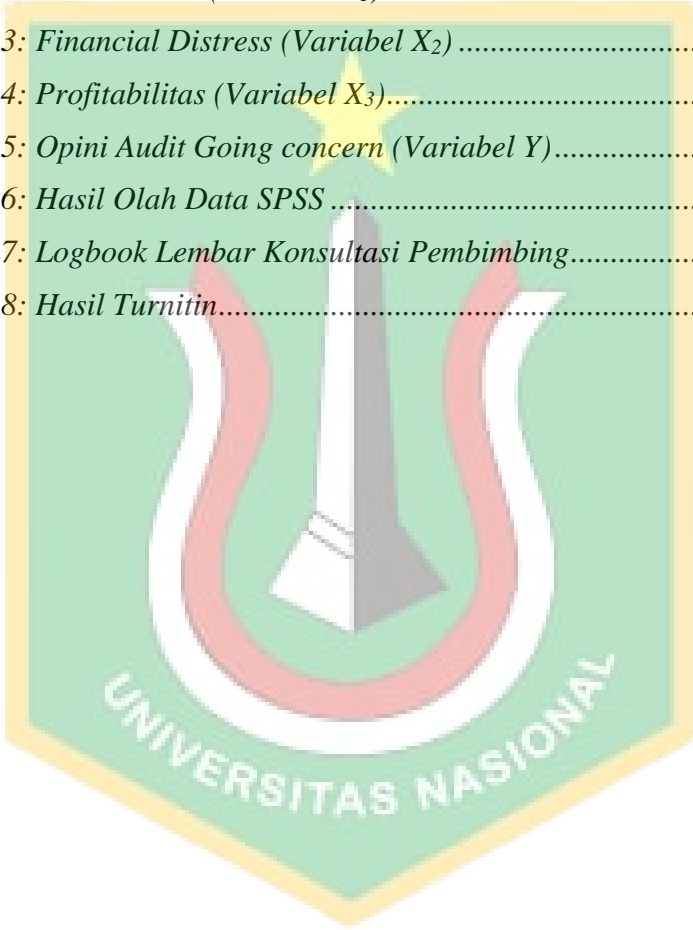 3: Financial Distress (Variabel X₂) ........................
4: Profitabilitas (Variabel X₃)................................
5: Opini Audit Going concern (Variabel Y)..............
6: Hasil Olah Data SPSS .....................................
7: Logbook Lembar Konsultasi Pembimbing............
8: Hasil Turnitin..................................................
UNIVERSITAS NASIONAL